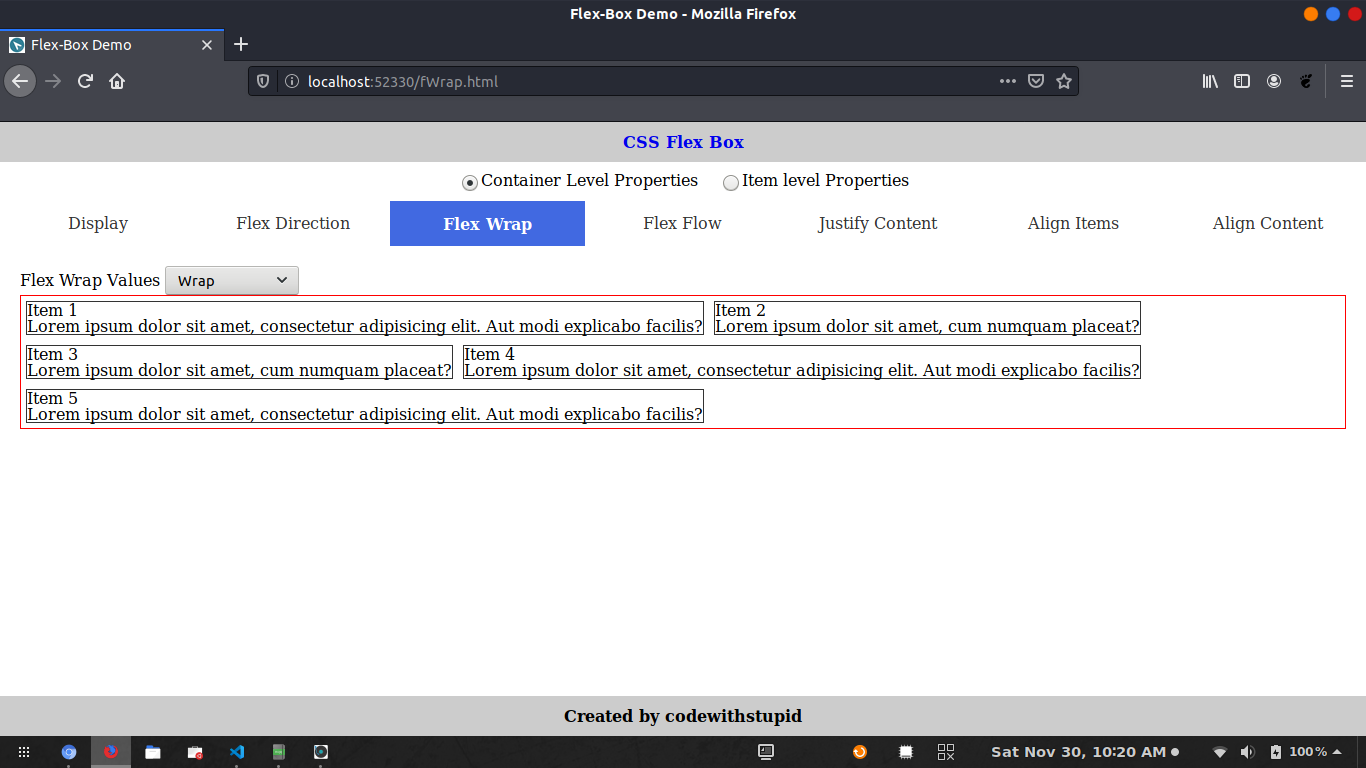 Flex-Box Demo - Mozilla Firefox
Flex-Box Demo
localhost:52330/fWrap.html
CSS Flex Box
Container Level Properties Item level Properties
Display Flex Direction Flex Wrap Flex Flow Justify Content Align Items Align Content
Flex Wrap Values Wrap
Item 1 Item 2
Lorem ipsum dolor sit amet, consectetur adipisicing elit. Aut modi explicabo facilis? Lorem ipsum dolor sit amet, cum numquam placeat?
Item 3 Item 4
Lorem ipsum dolor sit amet, cum numquam placeat? Lorem ipsum dolor sit amet, consectetur adipisicing elit. Aut modi explicabo facilis?
Item 5
Lorem ipsum dolor sit amet, consectetur adipisicing elit. Aut modi explicabo facilis?
Created by codewithstupid
Sat Nov 30, 10:20 AM 100 %